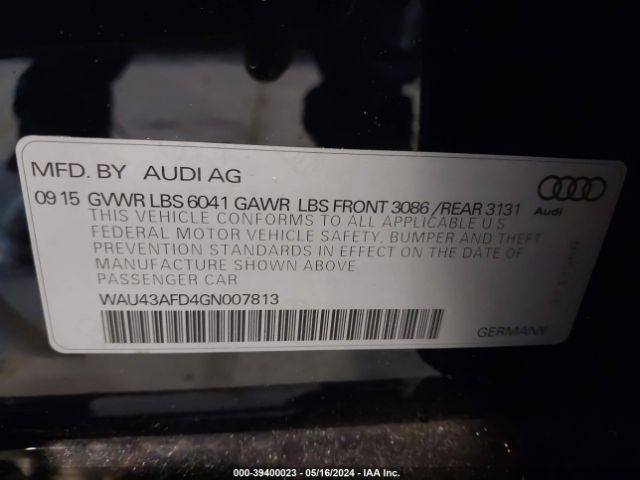 MFD. BY AUDI AG
09 15 GVWR LBS 6041 GAWR LBS FRONT 3086 /REAR 3131
THIS VEHICLE CONFORMS TO ALL APPLICABLE U S
FEDERAL MOTOR VEHICLE SAFETY, BUMPER AND THEFT
PREVENTION STANDARDS IN EFFECT ON THE DATE OF
MANUFACTURE SHOWN ABOVE
PASSENGER CAR
WAU43AFD4GN007813
Audi
GERMANY
000-39400023 - 05/16/2024 - IAA Inc.